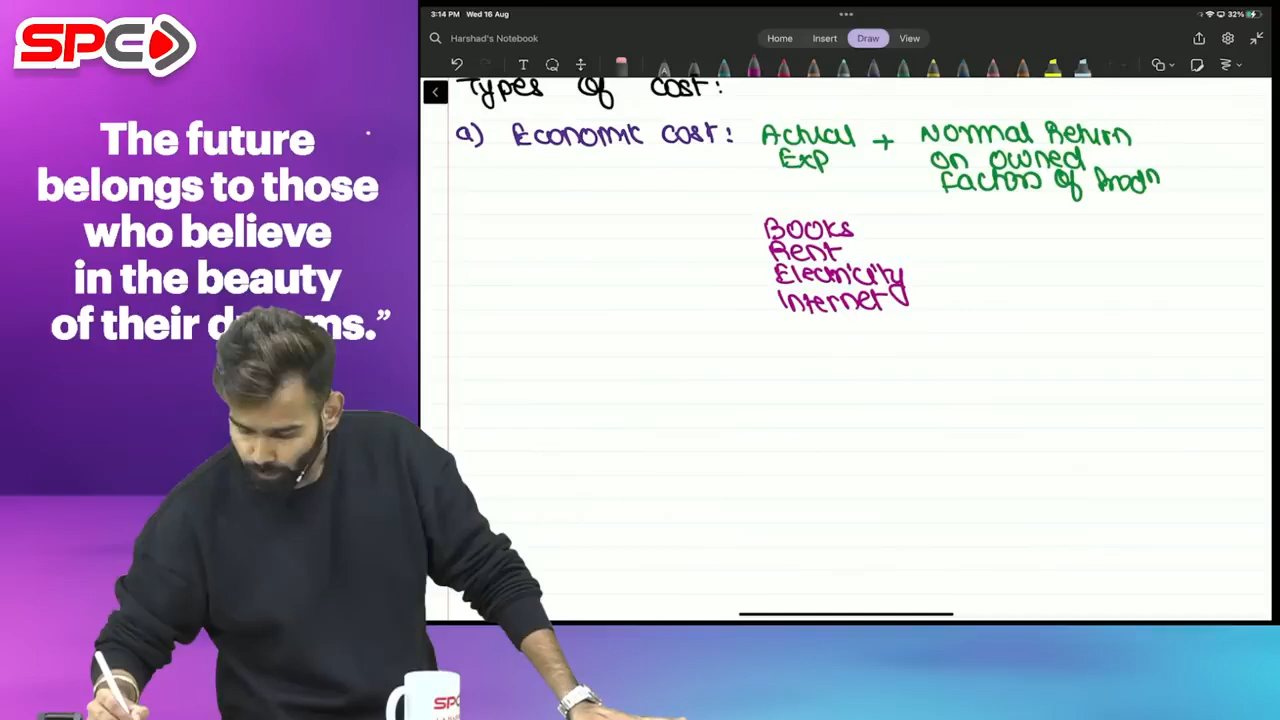 SPC
The future
belongs to those
who believe
in the beauty
of their dreams.”
3:14 PM Wed 16 Aug
32%
Harshad's Notebook
Home Insert Draw View
Types of cost:
a) Economic cost: Actual + Normal Return
Exp on owned
factors of Prodn
Books
Rent
Electricity
Internet
SPC